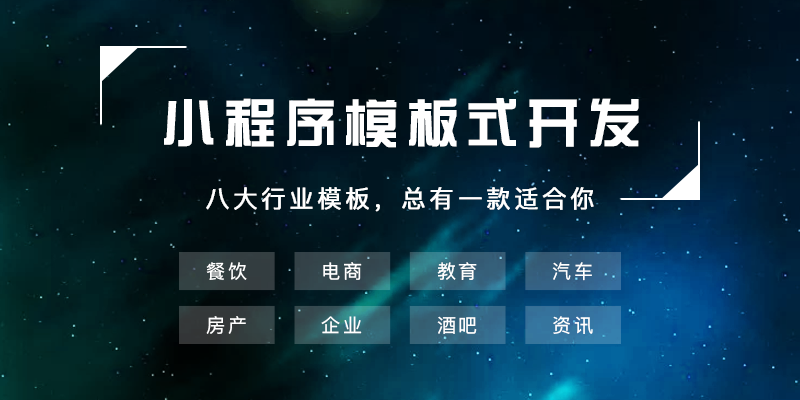 小程序模板式开发
八大行业模板，总有一款适合你
餐饮 电商 教育 汽车
房产 企业 酒吧 资讯